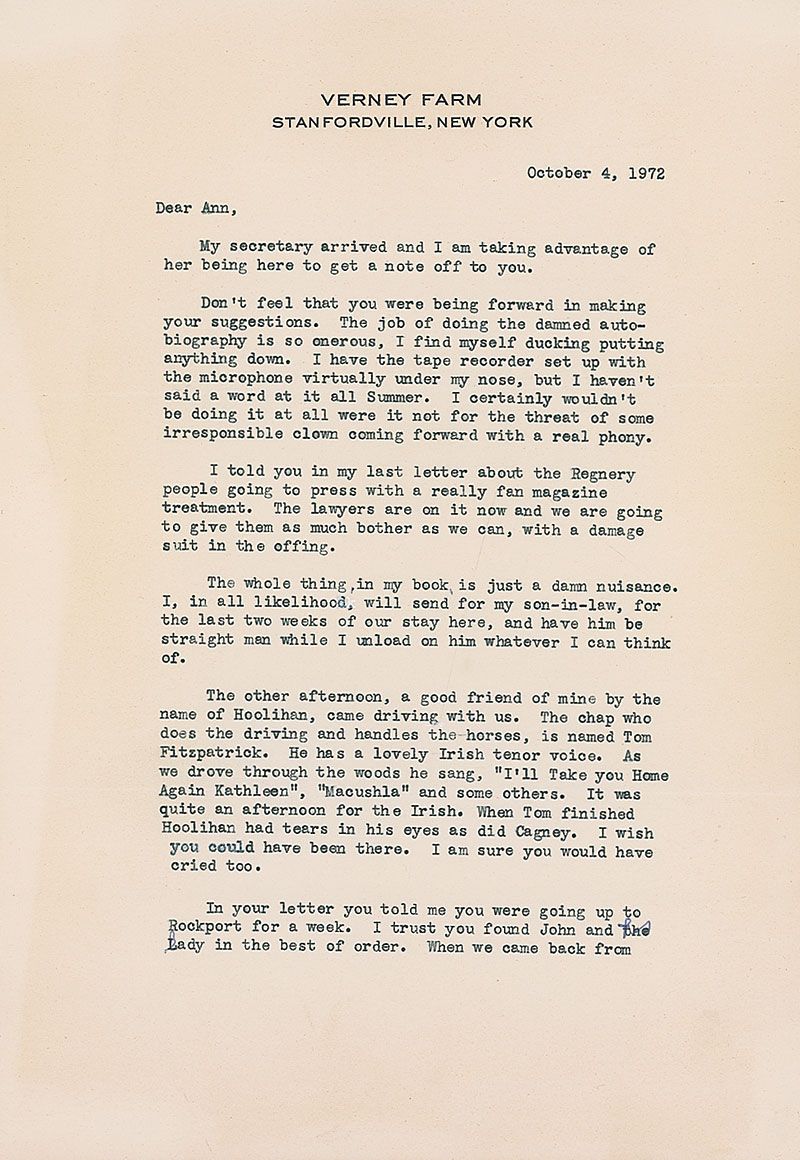 VERNEY FARM
STANFORDVILLE, NEW YORK
October 4, 1972
Dear Ann,
My secretary arrived and I am taking advantage of
her being here to get a note off to you.
Don't feel that you were being forward in making
your suggestions. The job of doing the damned auto-
biography is so onerous, I find myself ducking putting
anything down. I have the tape recorder set up with
the microphone virtually under my nose, but I haven't
said a word at it all Summer. I certainly wouldn't
be doing it at all were it not for the threat of some
irresponsible clown coming forward with a real phony.
I told you in my last letter about the Regnery
people going to press with a really fan magazine
treatment. The lawyers are on it now and we are going
to give them as much bother as we can, with a damage
suit in the offing.
The whole thing, in my book, is just a damn nuisance.
I, in all likelihood, will send for my son-in-law, for
the last two weeks of our stay here, and have him be
straight man while I unload on him whatever I can think
of.
The other afternoon, a good friend of mine by the
name of Hoolihan, came driving with us. The chap who
does the driving and handles the horses, is named Tom
Fitzpatrick. He has a lovely Irish tenor voice. As
we drove through the woods he sang, "I'll Take you Home
Again Kathleen", "Macushla" and some others. It was
quite an afternoon for the Irish. When Tom finished
Hoolihan had tears in his eyes as did Cagney. I wish
you could have been there. I am sure you would have
cried too.
In your letter you told me you were going up to
Rockport for a week. I trust you found John and the
Lady in the best of order. When we came back from